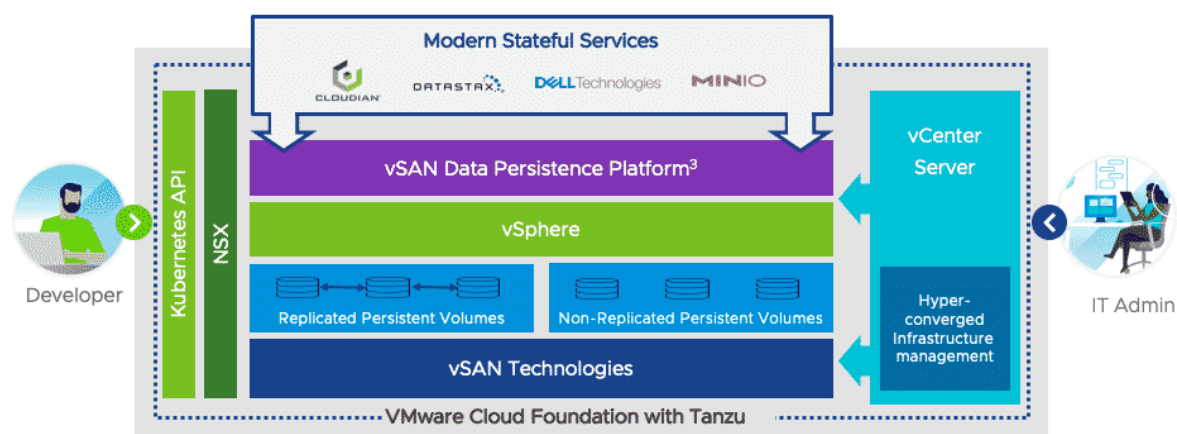 Modern Stateful Services
CLOUDIAN
DATASTAX
DELLTechnologies
MINIO
Kubernetes API
NSX
vSAN Data Persistence Platform³
vSphere
Replicated Persistent Volumes
Non-Replicated Persistent Volumes
vSAN Technologies
vCenter
Server
Hyper-
converged
Infrastructure
management
Developer
IT Admin
VMware Cloud Foundation with Tanzu